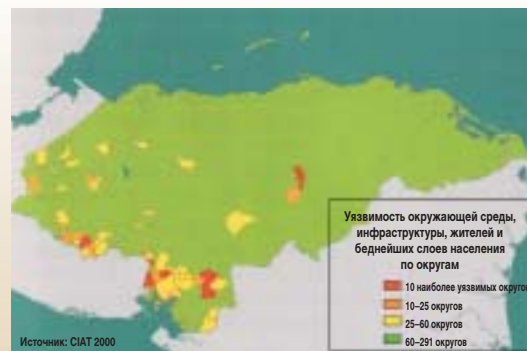 Уязвимость окружающей среды,
инфраструктуры, жителей и
беднейших слоев населения
по округам
10 наиболее уязвимых округов
10–25 округов
25–60 округов
60–291 округов
Источник: CIAT 2000